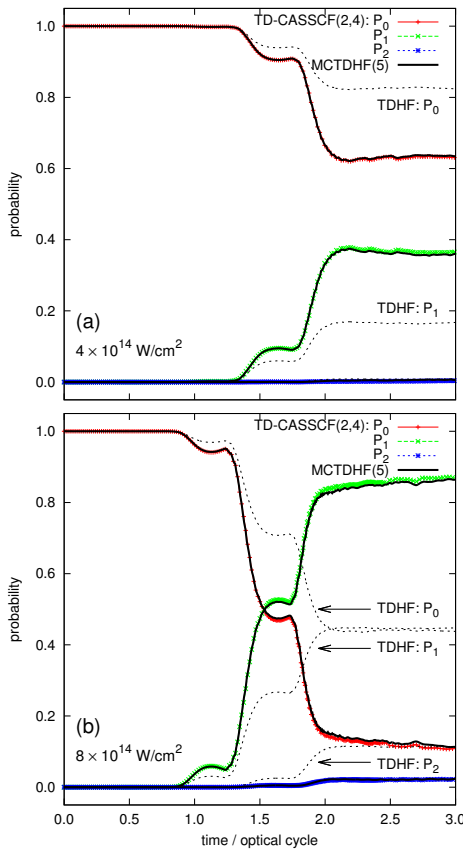 TD-CASSCF(2,4): P0
P1
P2
MCTDHF(5)
TDHF: P0
TDHF: P1
(a)
4 × 10^14 W/cm^2
probability
1.0
0.8
0.6
0.4
0.2
0.0
TD-CASSCF(2,4): P0
P1
P2
MCTDHF(5)
TDHF: P0
TDHF: P1
TDHF: P2
(b)
8 × 10^14 W/cm^2
probability
1.0
0.8
0.6
0.4
0.2
0.0
0.0 0.5 1.0 1.5 2.0 2.5 3.0
time / optical cycle